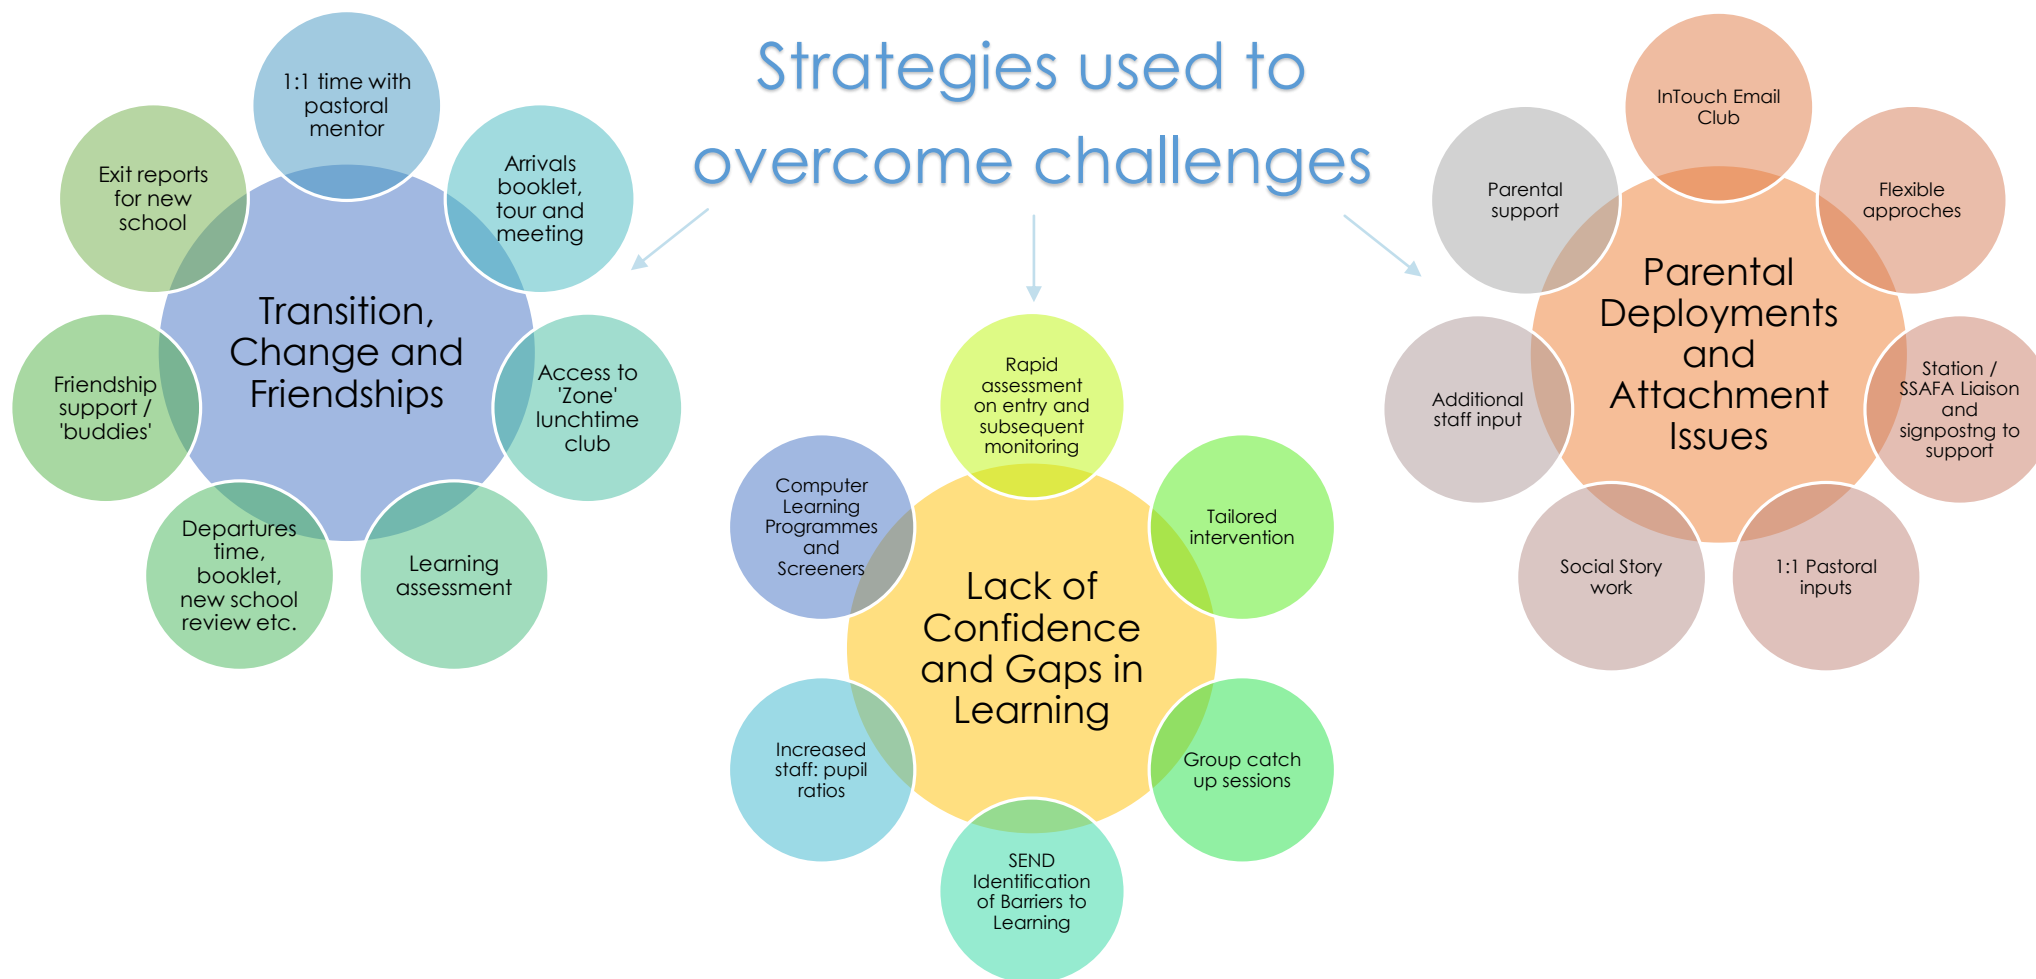 Strategies used to
overcome challenges
1:1 time with
pastoral
mentor
Arrivals
booklet,
tour and
meeting
Access to
'Zone'
lunchtime
club
Learning
assessment
Departures
time,
booklet,
new school
review etc.
Friendship
support /
'buddies'
Exit reports
for new
school
Transition,
Change and
Friendships
Rapid
assessment
on entry and
subsequent
monitoring
Tailored
intervention
Group catch
up sessions
SEND
Identification
of Barriers to
Learning
Increased
staff: pupil
ratios
Computer
Learning
Programmes
and
Screeners
Lack of
Confidence
and Gaps in
Learning
InTouch Email
Club
Flexible
approches
Station /
SSAFA Liaison
and
signpostng to
support
1:1 Pastoral
inputs
Social Story
work
Additional
staff input
Parental
support
Parental
Deployments
and
Attachment
Issues